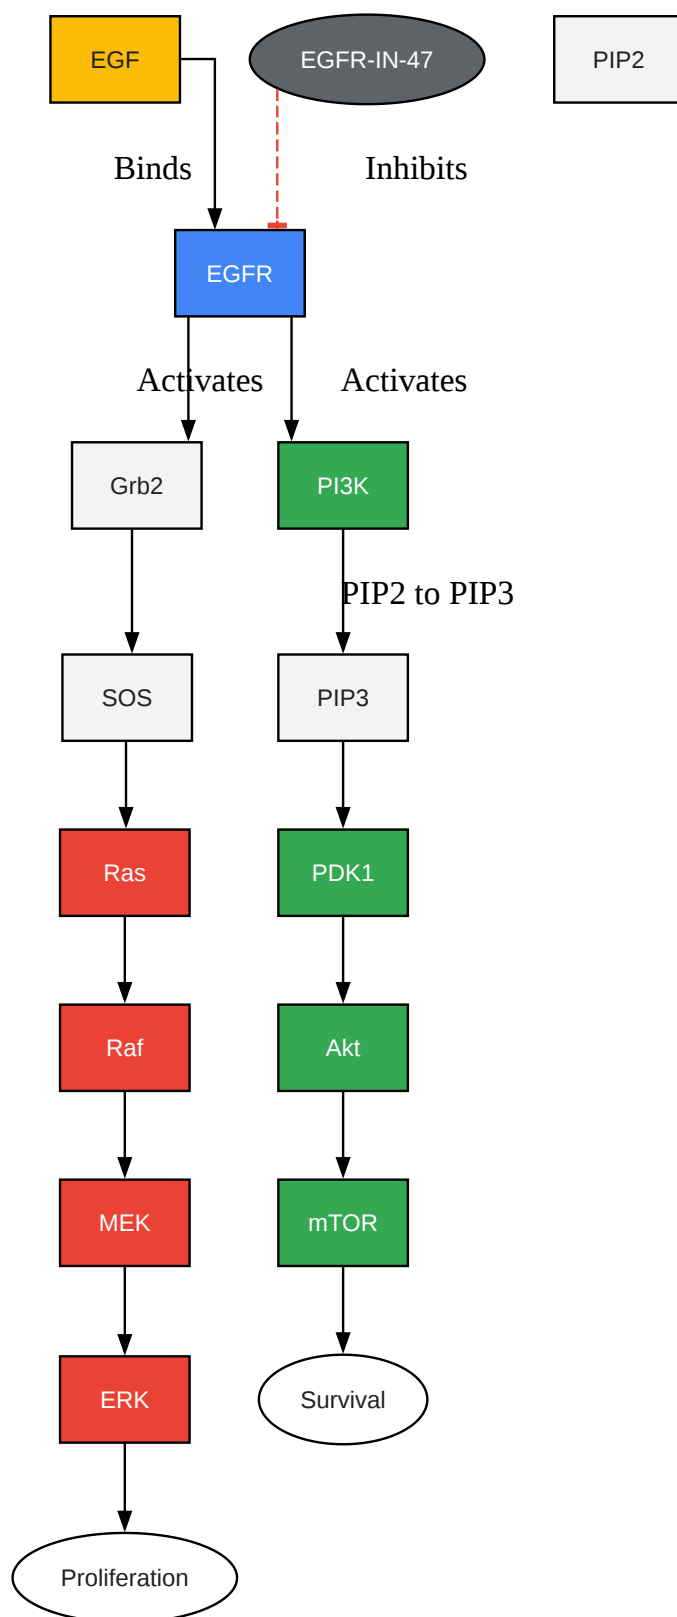 EGF
EGFR-IN-47
PIP2
Binds
Inhibits
EGFR
Activates
Activates
Grb2
PI3K
PIP2 to PIP3
SOS
PIP3
Ras
PDK1
Raf
Akt
MEK
mTOR
ERK
Survival
Proliferation